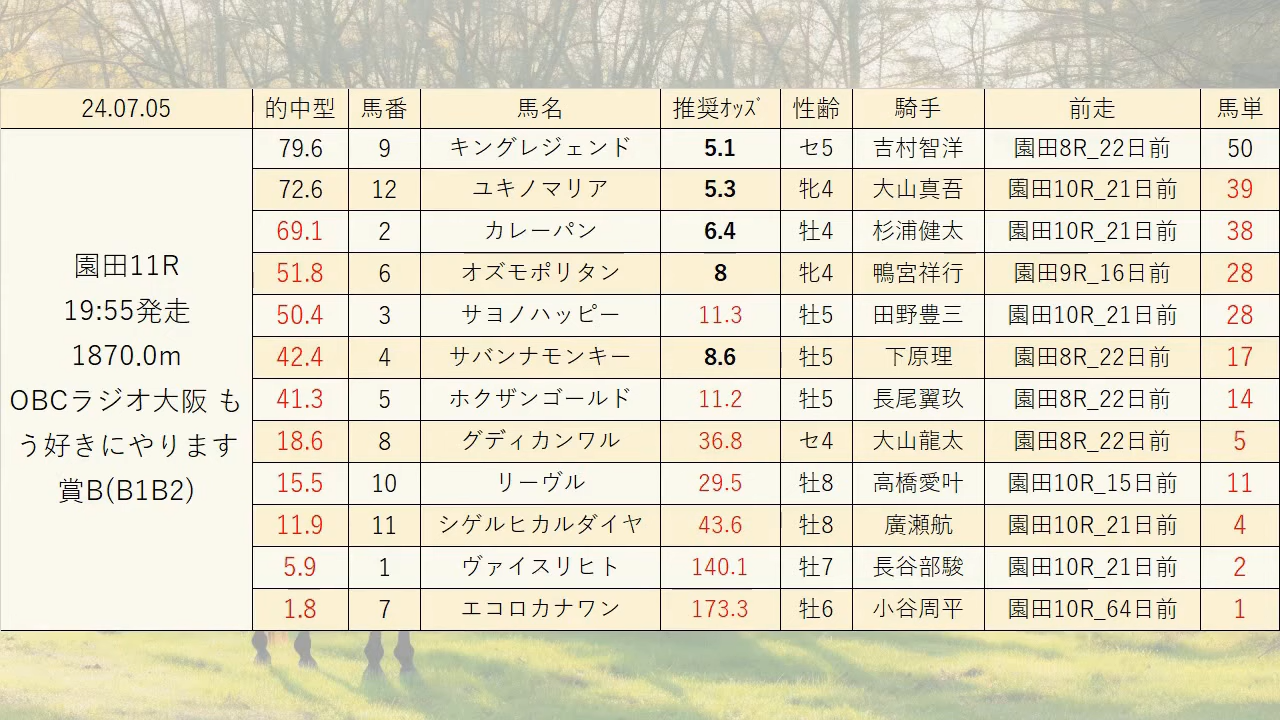 24.07.05 的中型 馬番 馬名 推奨ｵｯｽﾞ 性齢 騎手 前走 馬単
園田11R
19:55発走
1870.0m
OBCラジオ大阪 も
う好きにやります
賞B(B1B2)
79.6 9 キングレジェンド 5.1 セ5 吉村智洋 園田8R_22日前 50
72.6 12 ユキノマリア 5.3 牝4 大山真吾 園田10R_21日前 39
69.1 2 カレーパン 6.4 牡4 杉浦健太 園田10R_21日前 38
51.8 6 オズモポリタン 8 牝4 鴨宮祥行 園田9R_16日前 28
50.4 3 サヨノハッピー 11.3 牡5 田野豊三 園田10R_21日前 28
42.4 4 サバンナモンキー 8.6 牡5 下原理 園田8R_22日前 17
41.3 5 ホクザンゴールド 11.2 牡5 長尾翼玖 園田8R_22日前 14
18.6 8 グディカンワル 36.8 セ4 大山龍太 園田8R_22日前 5
15.5 10 リーヴル 29.5 牡8 高橋愛叶 園田10R_15日前 11
11.9 11 シゲルヒカルダイヤ 43.6 牡8 廣瀬航 園田10R_21日前 4
5.9 1 ヴァイスリヒト 140.1 牡7 長谷部駿 園田10R_21日前 2
1.8 7 エコロカナワン 173.3 牡6 小谷周平 園田10R_64日前 1